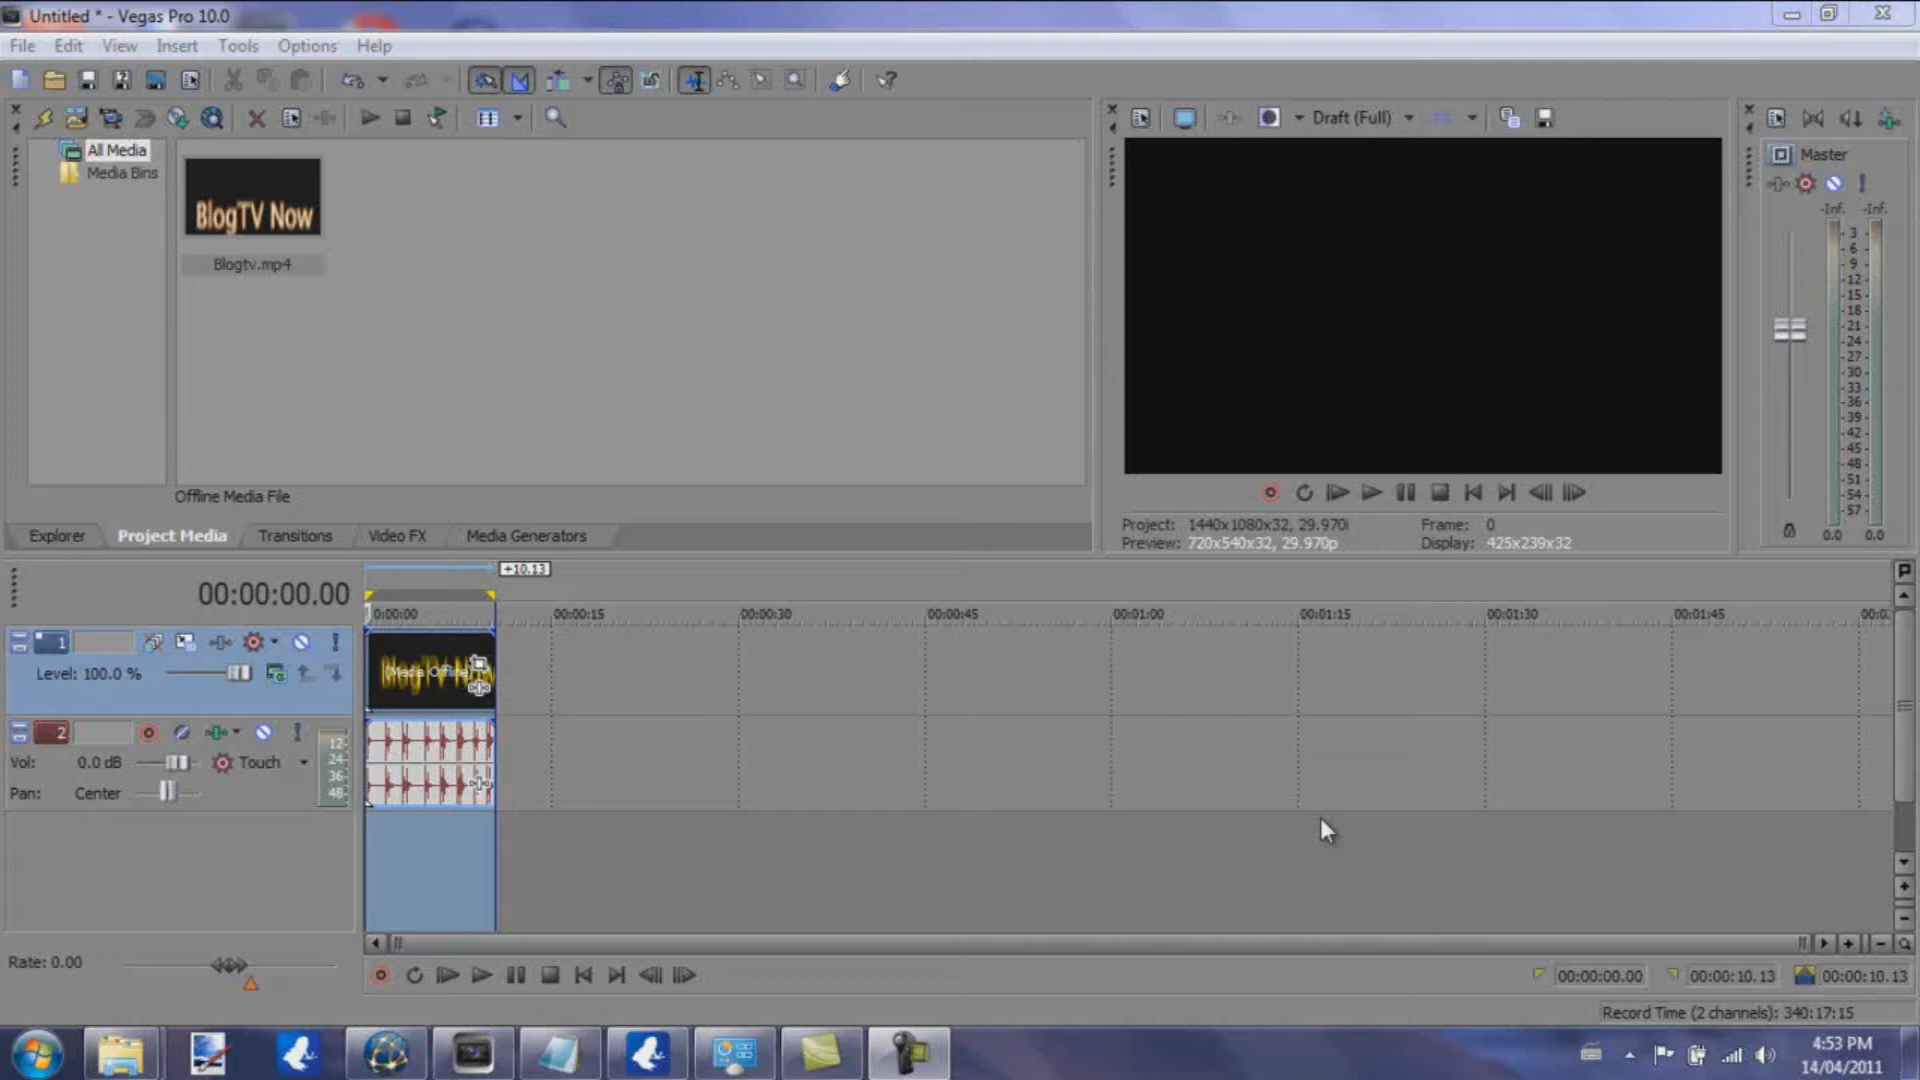 Untitled * - Vegas Pro 10.0
File Edit View Insert Tools Options Help
Draft (Full)
All Media
Media Bins
BlogTV Now
Blogtv.mp4
Master
-Inf. -Inf.
3
6
9
12
15
18
21
24
27
30
33
36
39
42
45
48
51
54
57
0.0 0.0
Offline Media File
Explorer Project Media Transitions Video FX Media Generators
Project: 1440x1080x32, 29.970i Frame: 0
Preview: 720x540x32, 29.970p Display: 425x239x32
+10.13
00:00:00.00
0:00:00 00:00:15 00:00:30 00:00:45 00:01:00 00:01:15 00:01:30 00:01:45
1
Level: 100.0 %
(Media Offline)
2
Vol: 0.0 dB Touch
Pan: Center
12
24
36
48
Rate: 0.00
00:00:00.00 00:00:10.13 00:00:10.13
Record Time (2 channels): 340:17:15
4:53 PM
14/04/2011